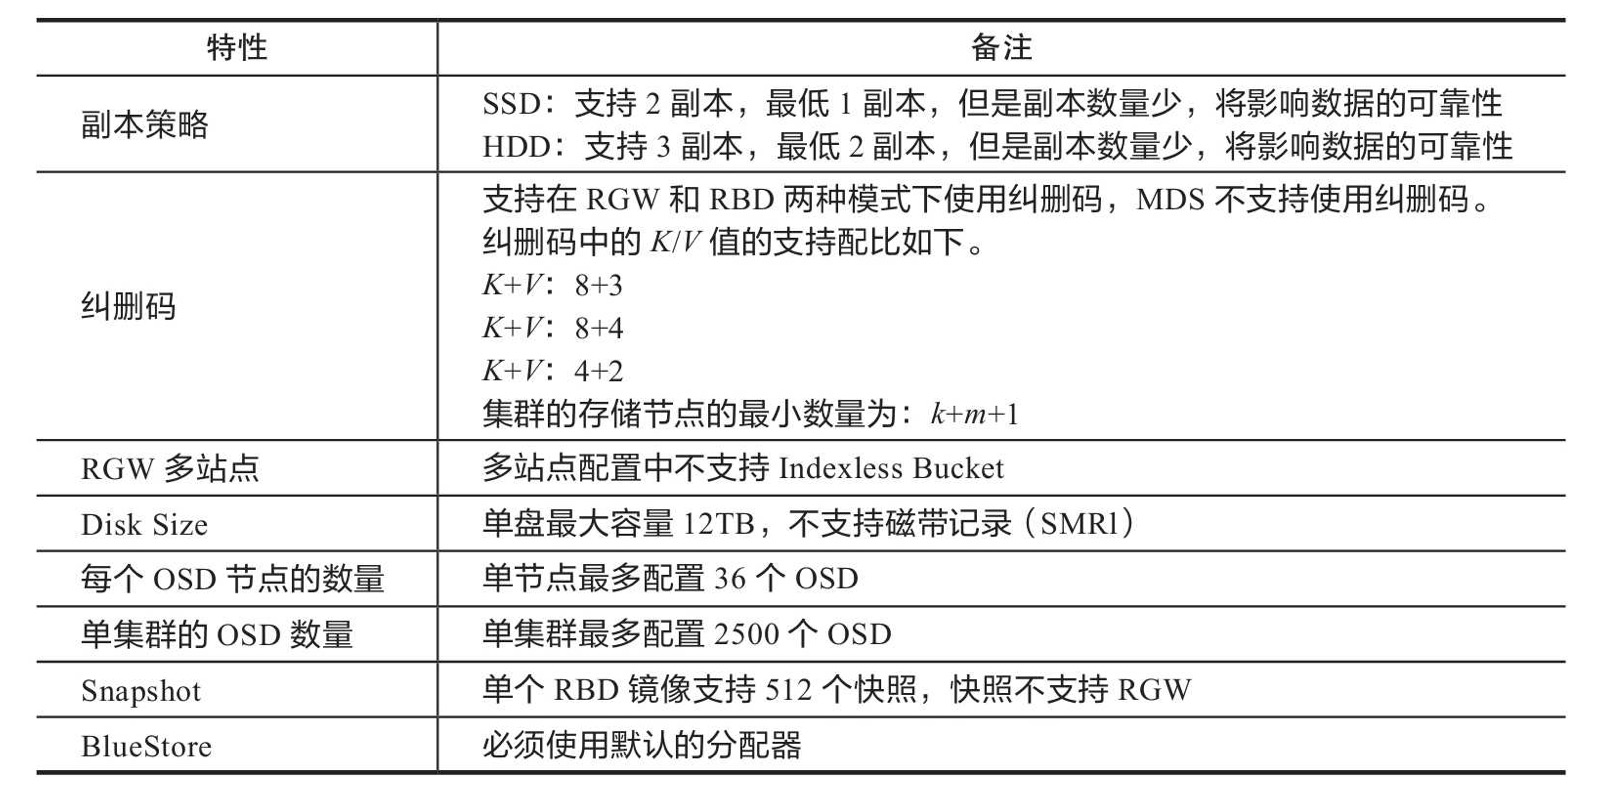 特性
备注
副本策略
SSD：支持 2 副本，最低 1 副本，但是副本数量少，将影响数据的可靠性
HDD：支持 3 副本，最低 2 副本，但是副本数量少，将影响数据的可靠性
纠删码
支持在 RGW 和 RBD 两种模式下使用纠删码，MDS 不支持使用纠删码。
纠删码中的 K/V 值的支持配比如下。
K+V：8+3
K+V：8+4
K+V：4+2
集群的存储节点的最小数量为：k+m+1
RGW 多站点
多站点配置中不支持 Indexless Bucket
Disk Size
单盘最大容量 12TB，不支持磁带记录（SMRl）
每个 OSD 节点的数量
单节点最多配置 36 个 OSD
单集群的 OSD 数量
单集群最多配置 2500 个 OSD
Snapshot
单个 RBD 镜像支持 512 个快照，快照不支持 RGW
BlueStore
必须使用默认的分配器